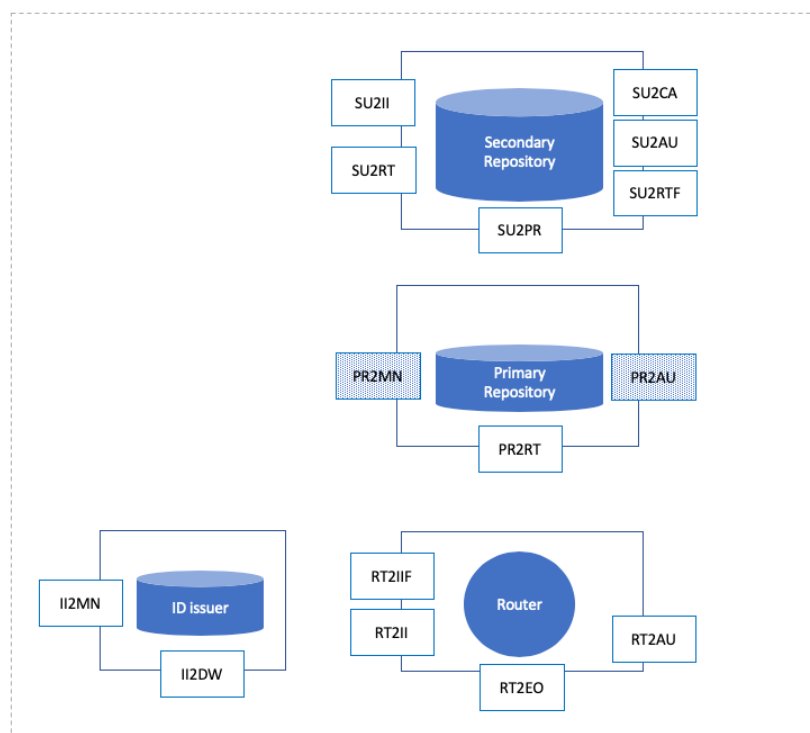 SU2II
SU2CA
Secondary
Repository
SU2AU
SU2RT
SU2RTF
SU2PR
PR2MN
Primary
Repository
PR2AU
PR2RT
RT2IIF
II2MN
ID issuer
Router
RT2II
RT2AU
II2DW
RT2EO